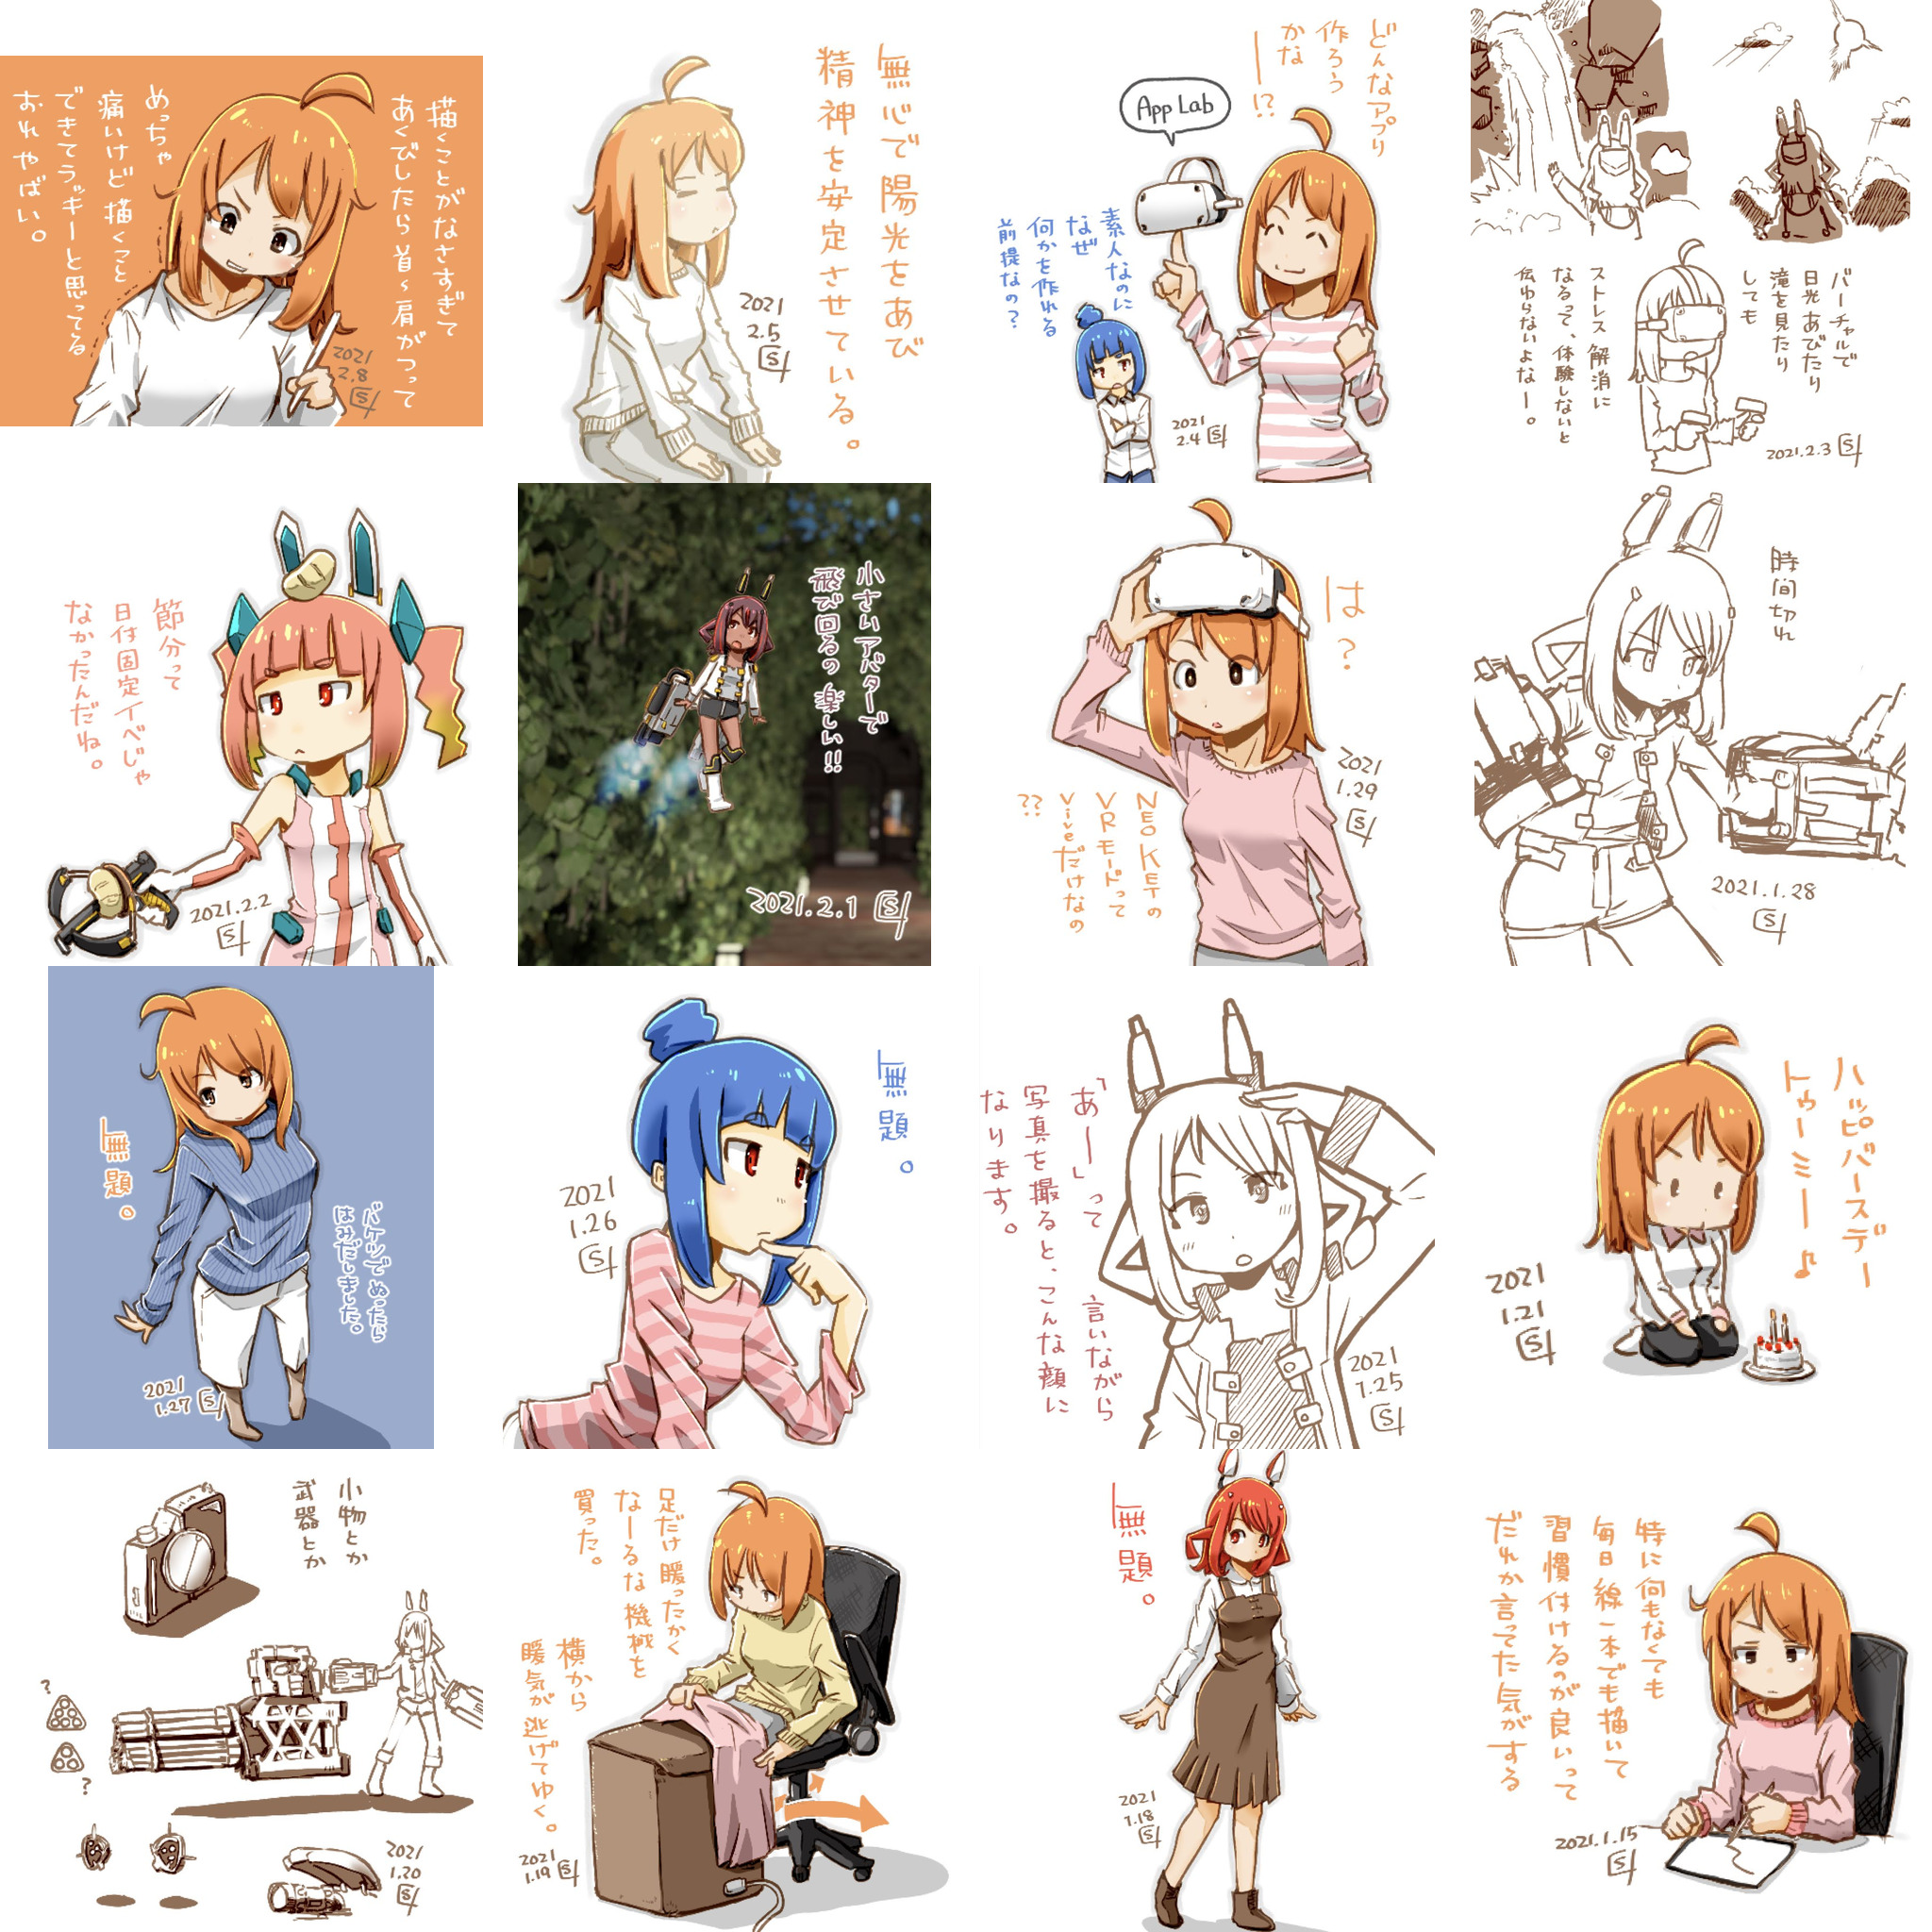 描くことがなさすぎて
あくびしたら首〜肩がつって
めっちゃ
痛いけど描くこと
できてラッキーと思ってる
おれやばい。
2021
2.8
無心で陽光をあび
精神を安定させている。
2021
2.5
どんなアプリ
作ろう
かな
ー!?
App Lab
素人なのに
なぜ
何かを作れる
前提なの?
2021
2.4
バーチャルで
日光あびたり
滝を見たり
しても
ストレス解消に
なるって、体験しないと
伝わらないよなー。
2021.2.3
節分って
日付固定イベじゃ
なかったんだね。
2021.2.2
小さいアバターで
飛び回るの楽しい!!
2021.2.1
は?
NEOKETの
VRモードって
Viveだけなの
??
2021
1.29
時間切れ
2021.1.28
無題。
バケツでぬったら
はみだしました。
2021
1.27
無題。
2021
1.26
「あー」って言いながら
写真を撮ると、こんな顔に
なります。
2021
1.25
ハッピバースデー
トゥーミー♪
2021
1.21
小物とか
武器とか
?
?
2021
1.20
足だけ暖ったかく
なーるな機械を
買った。
横から
暖気が逃げてゆく。
2021
1.19
無題。
2021
1.18
特に何もなくても
毎日線一本でも描いて
習慣付けるのが良いって
だれか言ってた気がする
2021.1.15